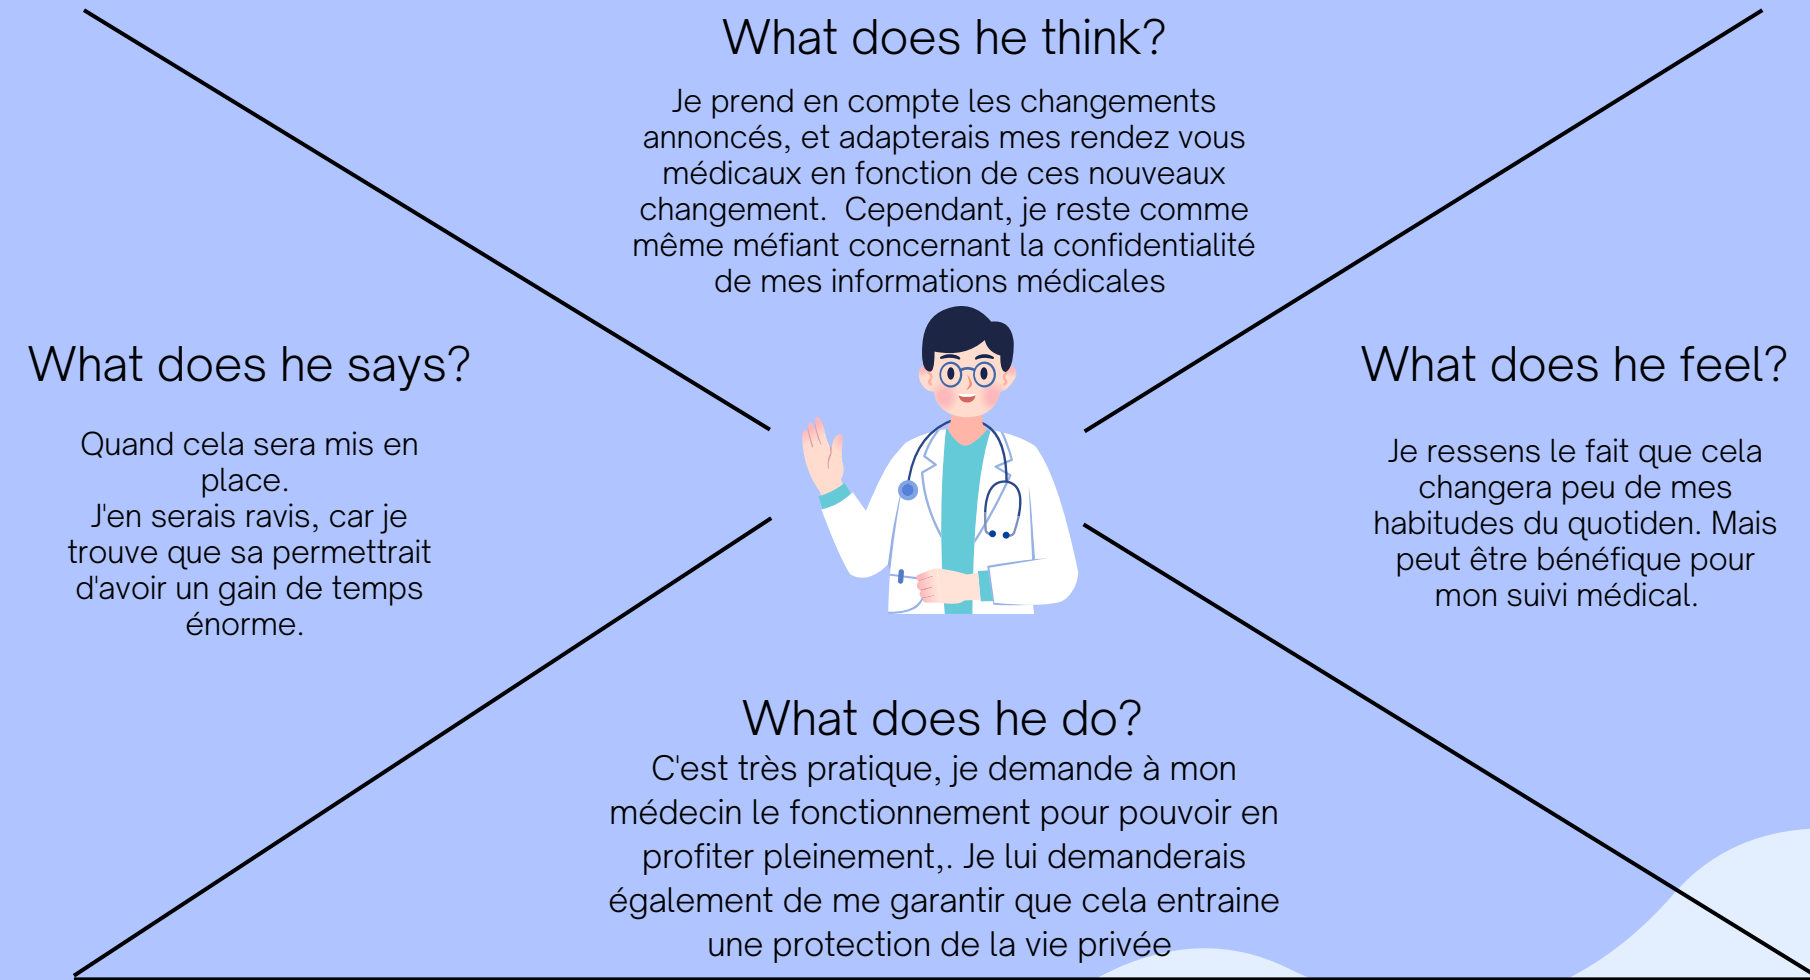 What does he think?
Je prend en compte les changements
annoncés, et adapterais mes rendez vous
médicaux en fonction de ces nouveaux
changement.  Cependant, je reste comme
même méfiant concernant la confidentialité
de mes informations médicales
What does he says?
Quand cela sera mis en
place.
J'en serais ravis, car je
trouve que sa permettrait
d'avoir un gain de temps
énorme.
What does he feel?
Je ressens le fait que cela
changera peu de mes
habitudes du quotiden. Mais
peut être bénéfique pour
mon suivi médical.
What does he do?
C'est très pratique, je demande à mon
médecin le fonctionnement pour pouvoir en
profiter pleinement,. Je lui demanderais
également de me garantir que cela entraine
une protection de la vie privée